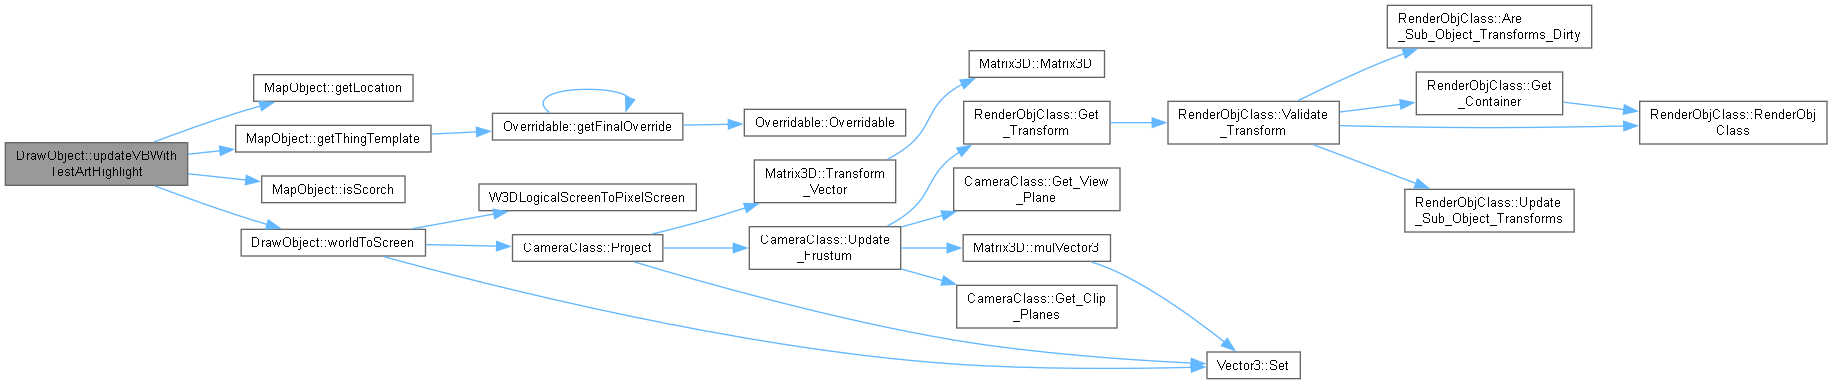 DrawObject::updateVBWith
TestArtHighlight
MapObject::getLocation
MapObject::getThingTemplate
MapObject::isScorch
DrawObject::worldToScreen
Overridable::getFinalOverride
Overridable::Overridable
W3DLogicalScreenToPixelScreen
CameraClass::Project
Matrix3D::Transform
_Vector
CameraClass::Update
_Frustum
Matrix3D::Matrix3D
RenderObjClass::Get
_Transform
CameraClass::Get_View
_Plane
Matrix3D::mulVector3
CameraClass::Get_Clip
_Planes
RenderObjClass::Validate
_Transform
Vector3::Set
RenderObjClass::Are
_Sub_Object_Transforms_Dirty
RenderObjClass::Get
_Container
RenderObjClass::Update
_Sub_Object_Transforms
RenderObjClass::RenderObj
Class